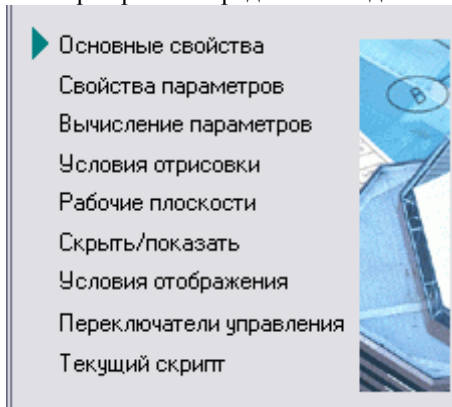 Основные свойства
Свойства параметров
Вычисление параметров
Условия отрисовки
Рабочие плоскости
Скрыть/показать
Условия отображения
Переключатели управления
Текущий скрипт
B